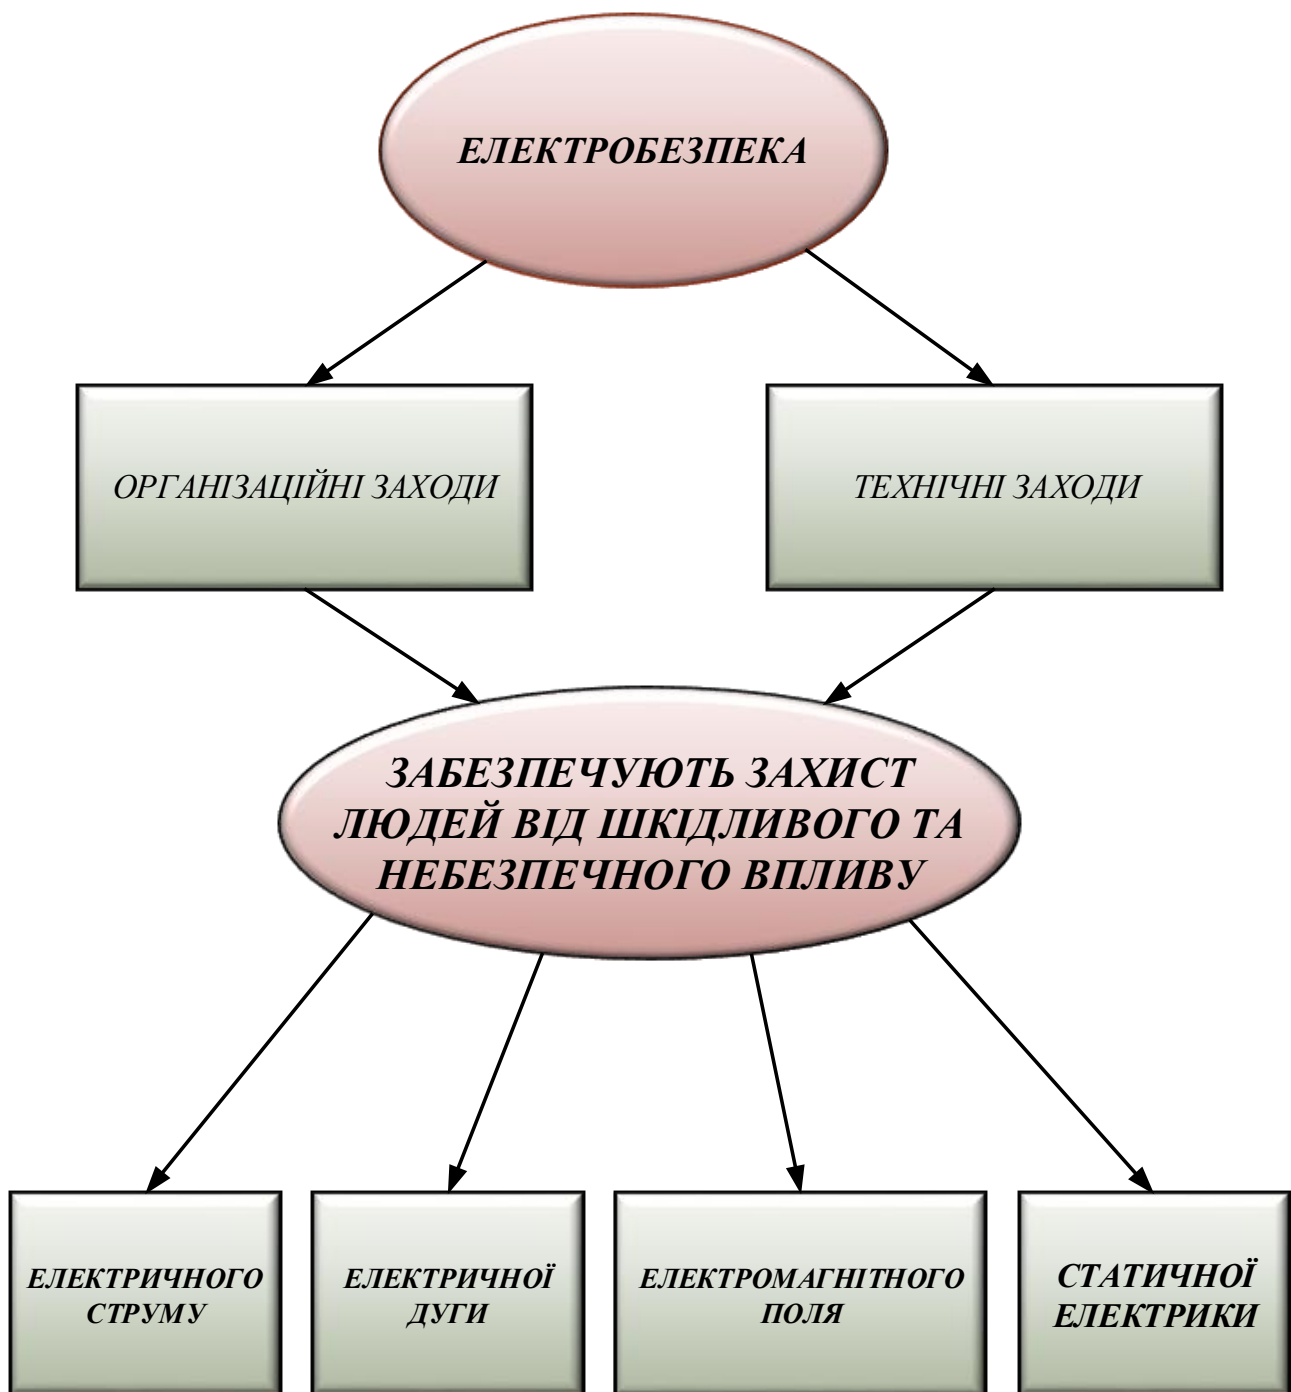 ЕЛЕКТРОБЕЗПЕКА
ОРГАНІЗАЦІЙНІ ЗАХОДИ
ТЕХНІЧНІ ЗАХОДИ
ЗАБЕЗПЕЧУЮТЬ ЗАХИСТ
ЛЮДЕЙ ВІД ШКІДЛИВОГО ТА
НЕБЕЗПЕЧНОГО ВПЛИВУ
ЕЛЕКТРИЧНОГО
СТРУМУ
ЕЛЕКТРИЧНОЇ
ДУГИ
ЕЛЕКТРОМАГНІТНОГО
ПОЛЯ
СТАТИЧНОЇ
ЕЛЕКТРИКИ